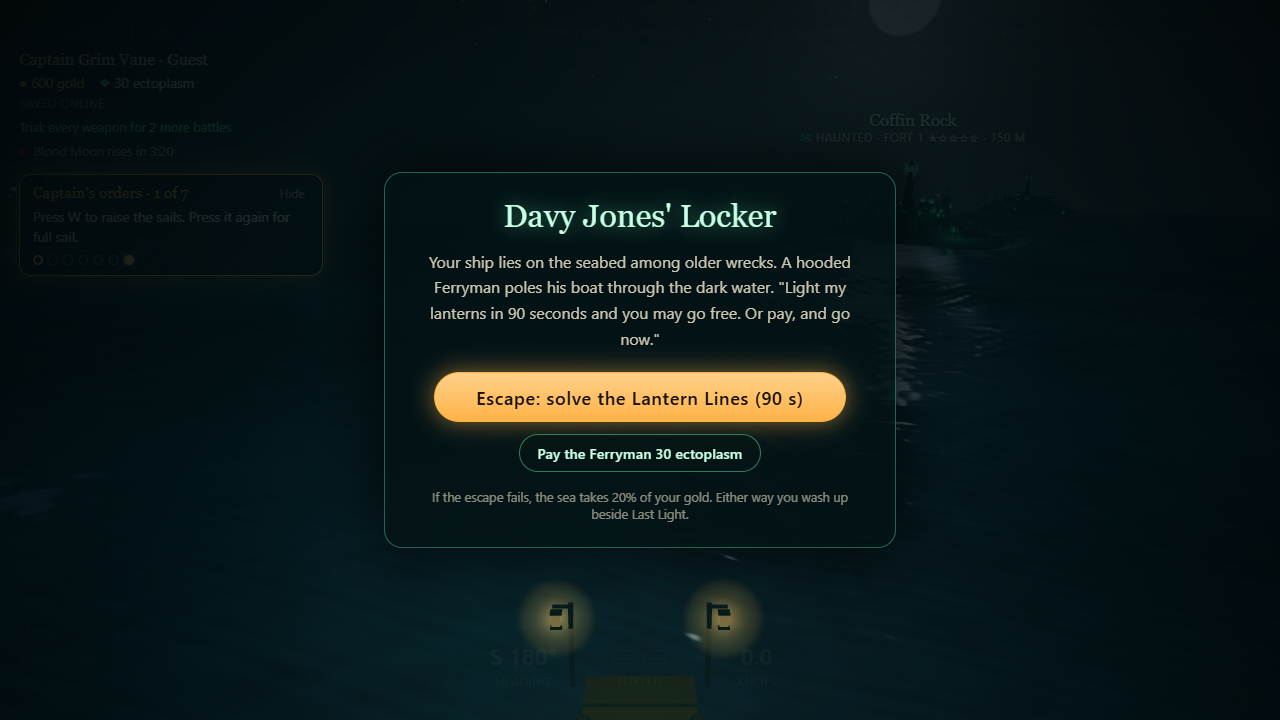 Captain Grim Vane - Guest
600 gold 30 ectoplasm
SAVED ONLINE
Trial: every weapon for 2 more battles
Blood Moon rises in 3:20
Captain's orders · 1 of 7 Hide
Press W to raise the sails. Press it again for
full sail.
Coffin Rock
HAUNTED - FORT 1 ★☆☆☆☆ - 150 M
Davy Jones' Locker
Your ship lies on the seabed among older wrecks. A hooded
Ferryman poles his boat through the dark water. "Light my
lanterns in 90 seconds and you may go free. Or pay, and go
now."
Escape: solve the Lantern Lines (90 s)
Pay the Ferryman 30 ectoplasm
If the escape fails, the sea takes 20% of your gold. Either way you wash up
beside Last Light.
S 180° 0.0
HEADING FURLED KNOTS